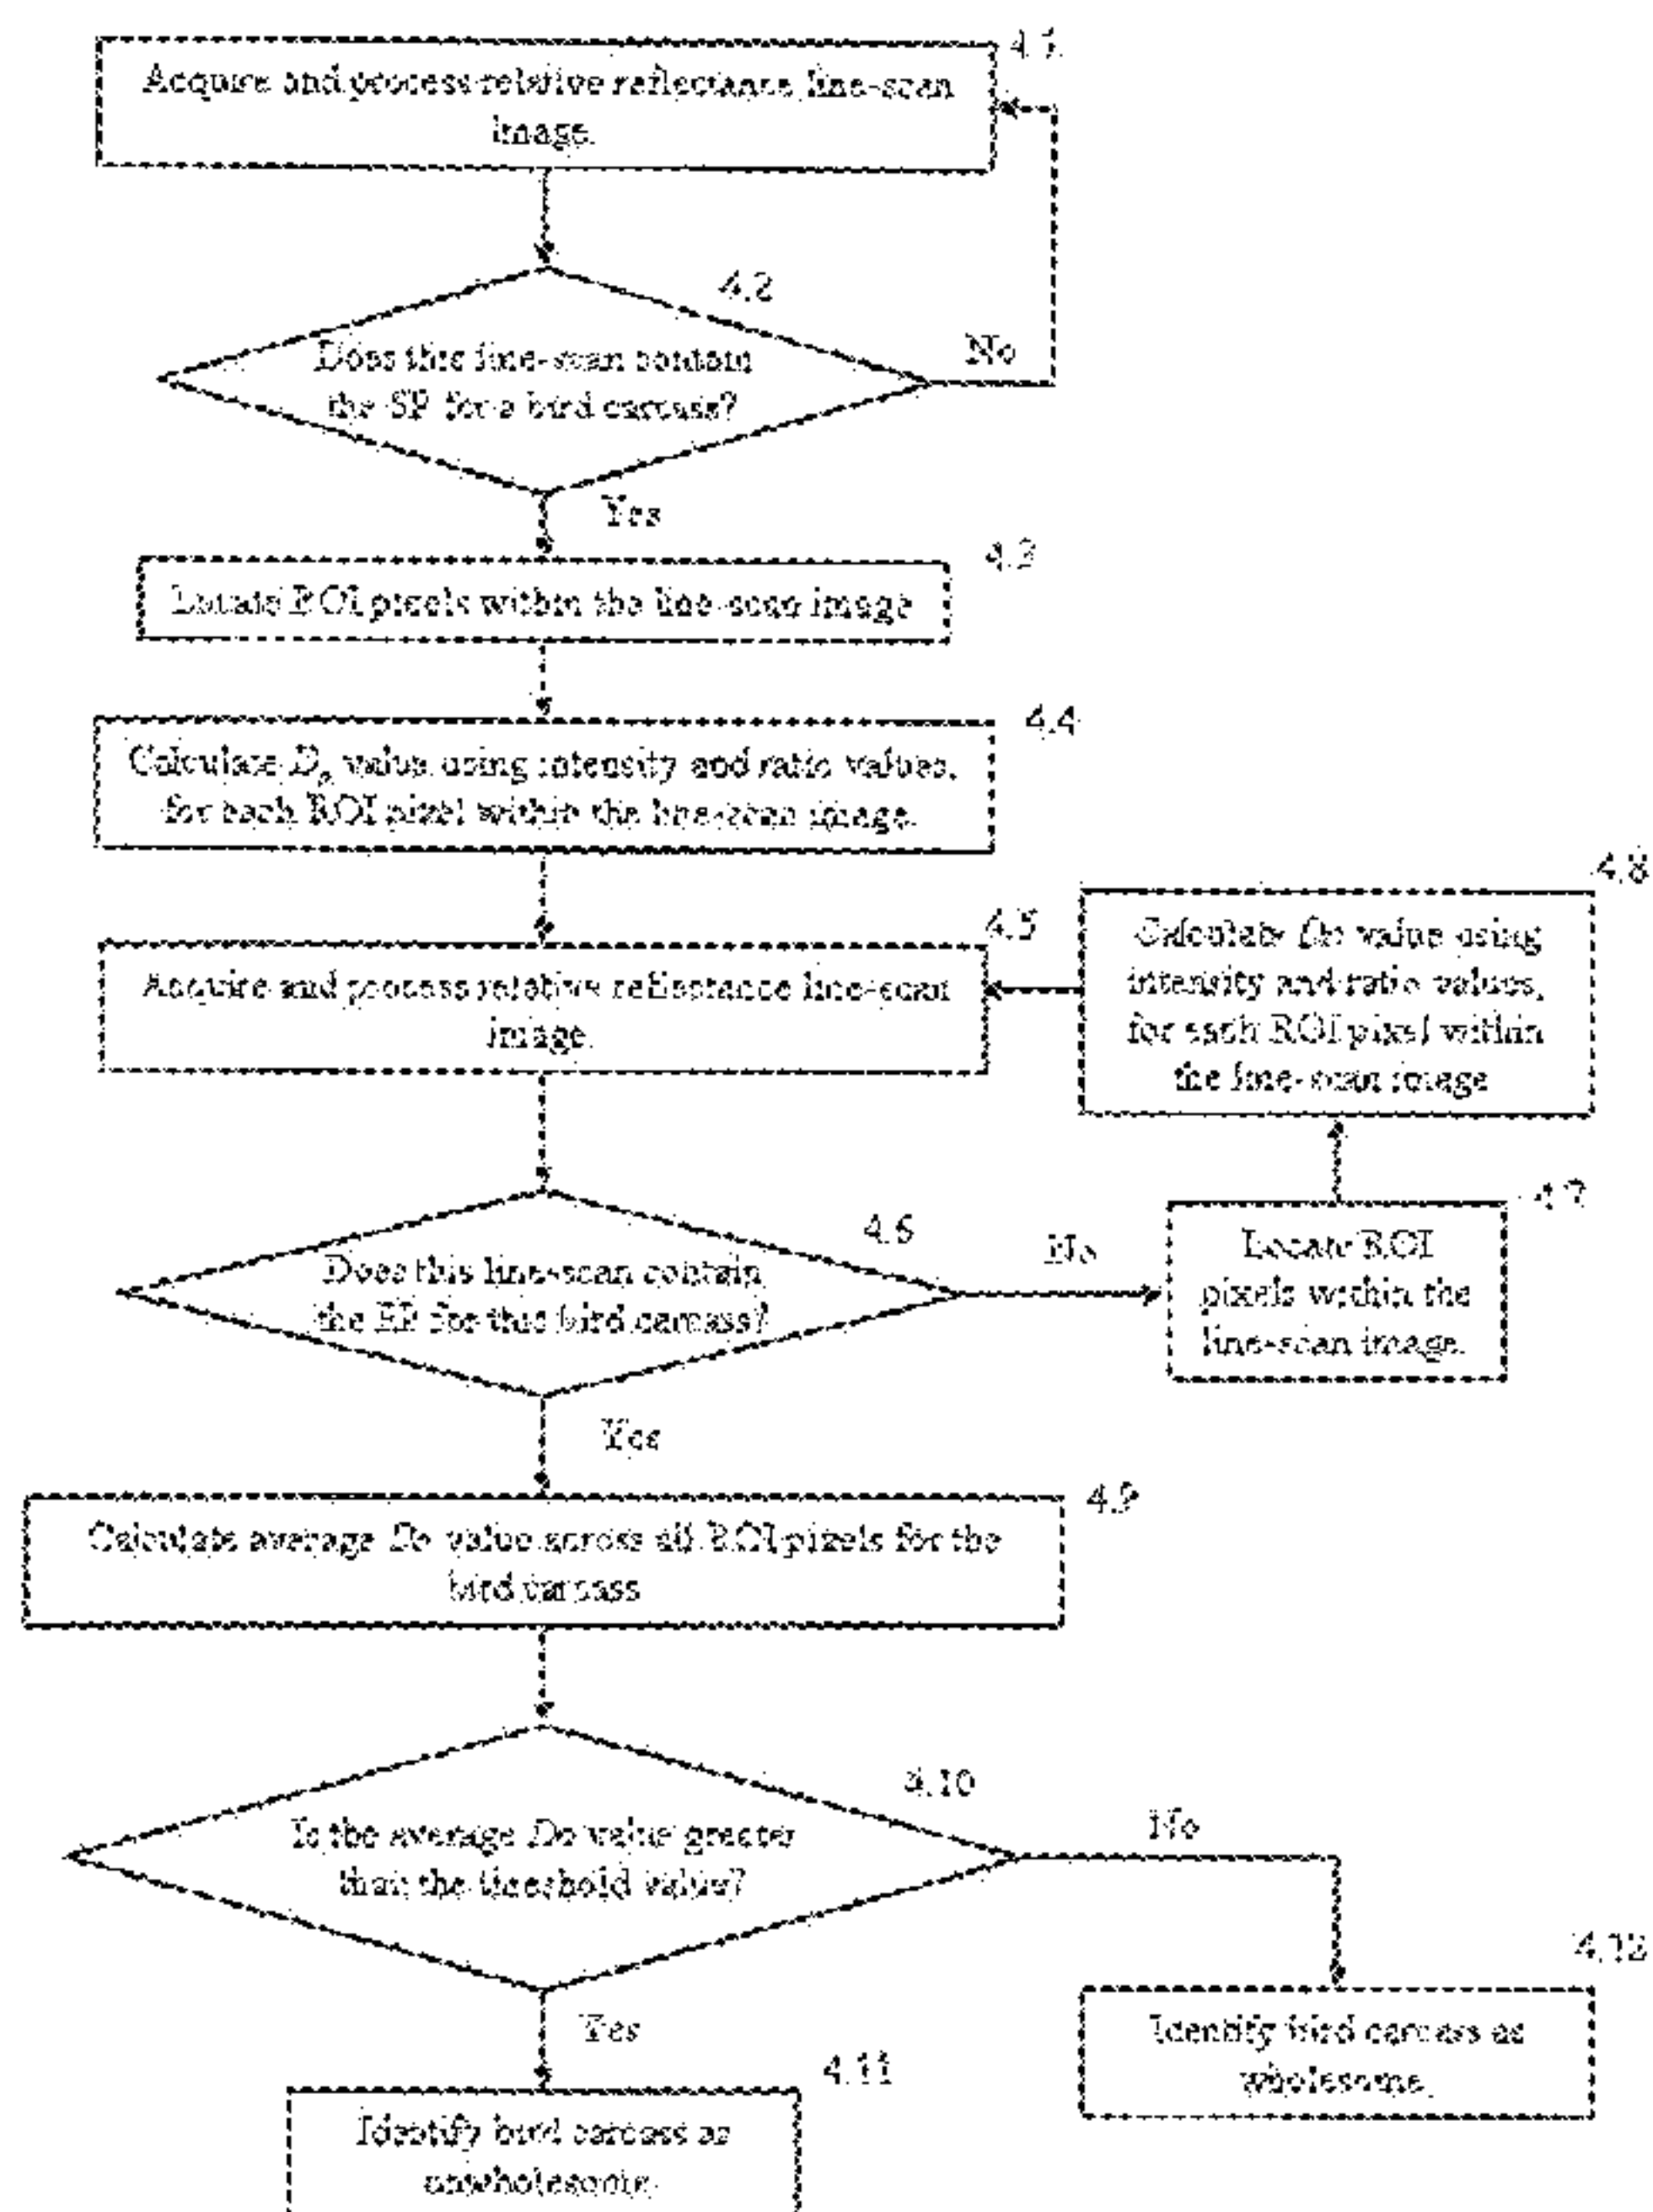 4.1
Acquire and process relative reflectance line-scan
image.
4.2
Does this line-scan contain
the SP for a bird carcass?
No
Yes
4.3
Locate ROI pixels within the line-scan image
4.4
Calculate Do value using intensity and ratio values,
for each ROI pixel within the line-scan image.
4.5
Acquire and process relative reflectance line-scan
image.
4.8
Calculate Do value using
intensity and ratio values,
for each ROI pixel within
the line-scan image
4.6
Does this line-scan contain
the EP for this bird carcass?
No
4.7
Locate ROI
pixels within the
line-scan image.
Yes
4.9
Calculate average Do value across all ROI pixels for the
bird carcass
4.10
Is the average Do value greater
than the threshold value?
No
Yes
4.12
Identify bird carcass as
wholesome.
4.11
Identify bird carcass as
unwholesome.